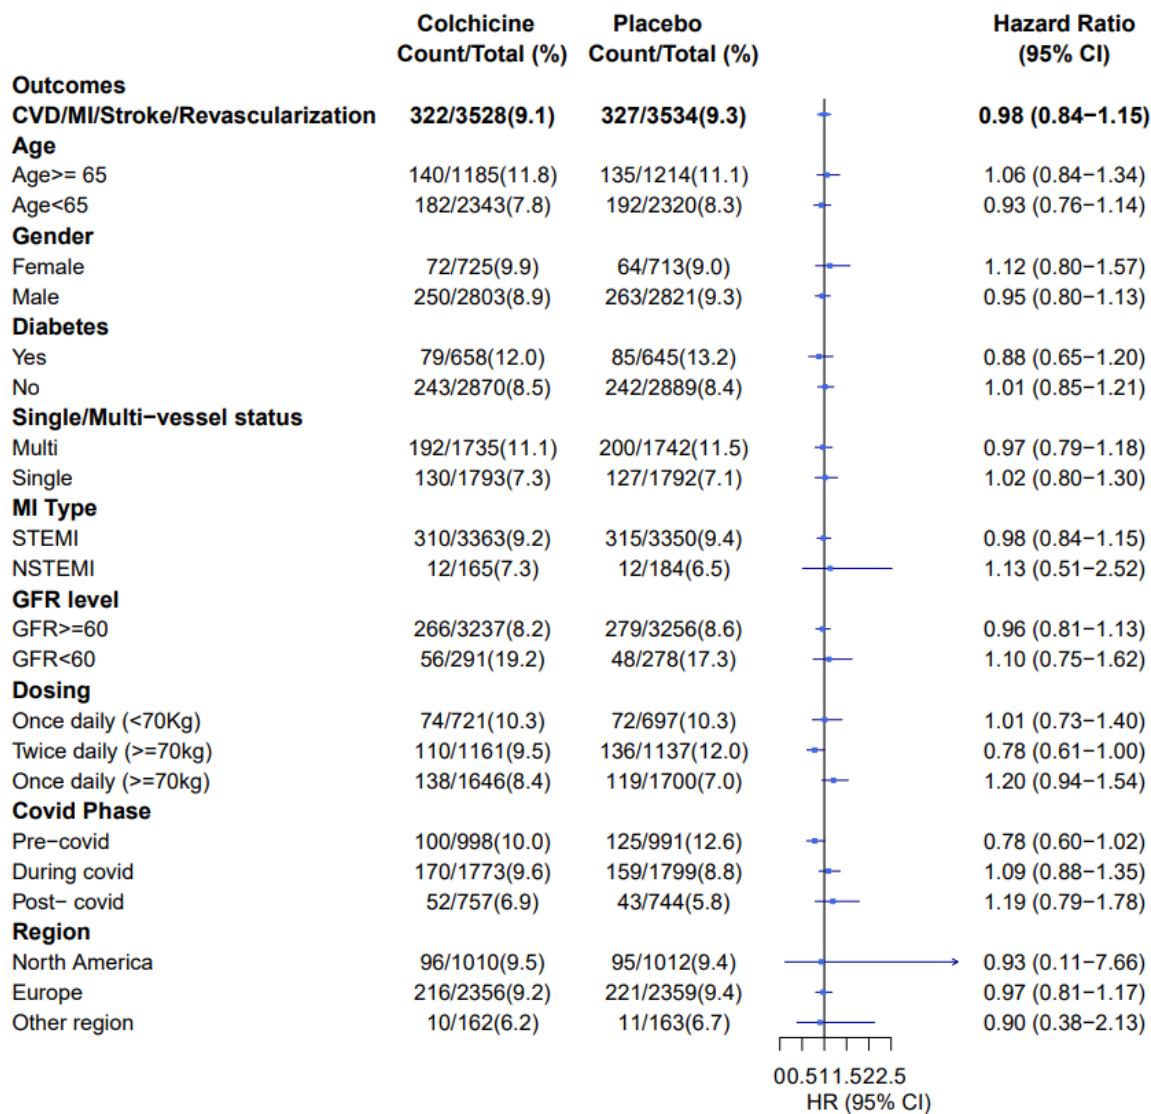 Colchicine Placebo Hazard Ratio
Count/Total (%) Count/Total (%) (95% CI)
Outcomes
CVD/MI/Stroke/Revascularization 322/3528(9.1) 327/3534(9.3) 0.98 (0.84−1.15)
Age
Age>= 65 140/1185(11.8) 135/1214(11.1) 1.06 (0.84−1.34)
Age<65 182/2343(7.8) 192/2320(8.3) 0.93 (0.76−1.14)
Gender
Female 72/725(9.9) 64/713(9.0) 1.12 (0.80−1.57)
Male 250/2803(8.9) 263/2821(9.3) 0.95 (0.80−1.13)
Diabetes
Yes 79/658(12.0) 85/645(13.2) 0.88 (0.65−1.20)
No 243/2870(8.5) 242/2889(8.4) 1.01 (0.85−1.21)
Single/Multi−vessel status
Multi 192/1735(11.1) 200/1742(11.5) 0.97 (0.79−1.18)
Single 130/1793(7.3) 127/1792(7.1) 1.02 (0.80−1.30)
MI Type
STEMI 310/3363(9.2) 315/3350(9.4) 0.98 (0.84−1.15)
NSTEMI 12/165(7.3) 12/184(6.5) 1.13 (0.51−2.52)
GFR level
GFR>=60 266/3237(8.2) 279/3256(8.6) 0.96 (0.81−1.13)
GFR<60 56/291(19.2) 48/278(17.3) 1.10 (0.75−1.62)
Dosing
Once daily (<70Kg) 74/721(10.3) 72/697(10.3) 1.01 (0.73−1.40)
Twice daily (>=70kg) 110/1161(9.5) 136/1137(12.0) 0.78 (0.61−1.00)
Once daily (>=70kg) 138/1646(8.4) 119/1700(7.0) 1.20 (0.94−1.54)
Covid Phase
Pre−covid 100/998(10.0) 125/991(12.6) 0.78 (0.60−1.02)
During covid 170/1773(9.6) 159/1799(8.8) 1.09 (0.88−1.35)
Post− covid 52/757(6.9) 43/744(5.8) 1.19 (0.79−1.78)
Region
North America 96/1010(9.5) 95/1012(9.4) 0.93 (0.11−7.66)
Europe 216/2356(9.2) 221/2359(9.4) 0.97 (0.81−1.17)
Other region 10/162(6.2) 11/163(6.7) 0.90 (0.38−2.13)
00.511.522.5
HR (95% CI)